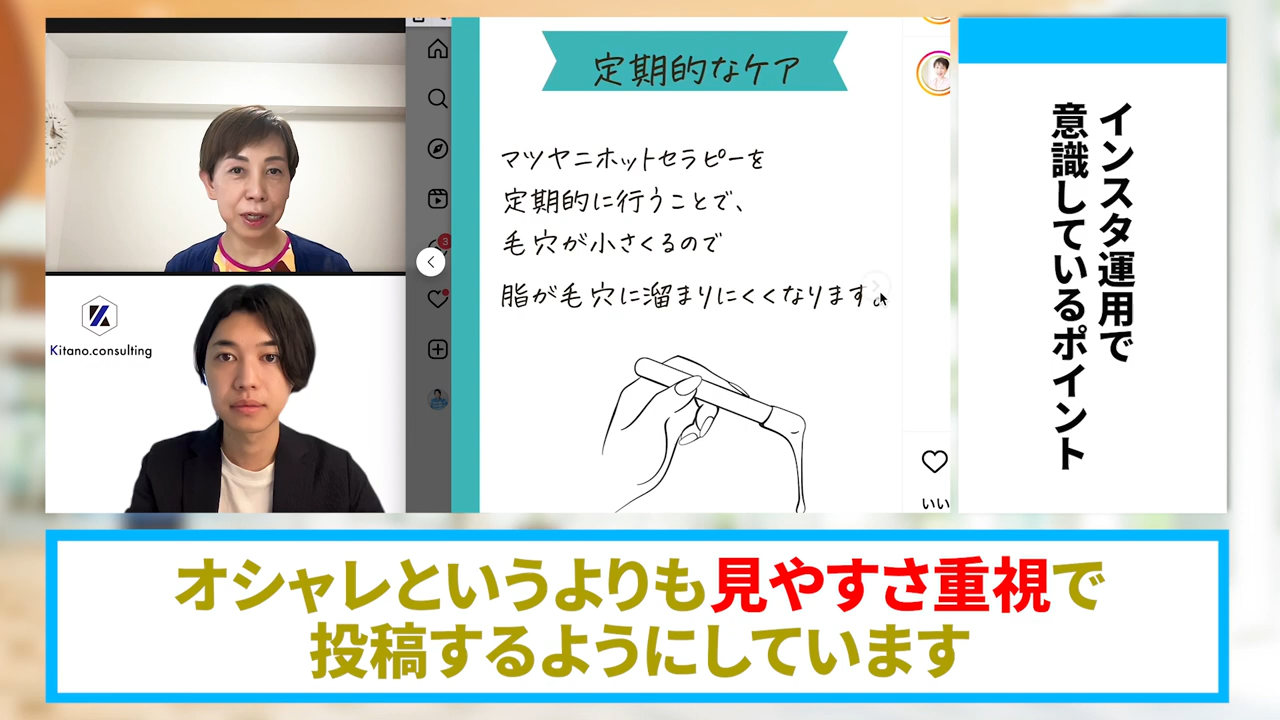 定期的なケア
マツヤニホットセラピーを
定期的に行うことで、
毛穴が小さくるので
脂が毛穴に溜まりにくくなります。
3
いい
Kitano.consulting
インスタ運用で
意識しているポイント
オシャレというよりも見やすさ重視で
投稿するようにしています